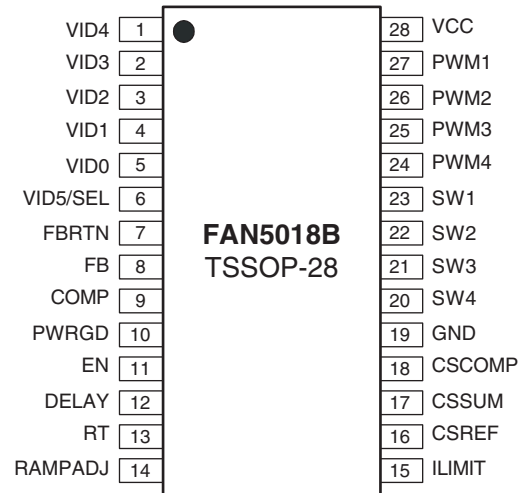 VID4 1 28 VCC
VID3 2 27 PWM1
VID2 3 26 PWM2
VID1 4 25 PWM3
VID0 5 24 PWM4
VID5/SEL 6 23 SW1
FBRTN 7 FAN5018B 22 SW2
FB 8 TSSOP-28 21 SW3
COMP 9 20 SW4
PWRGD 10 19 GND
EN 11 18 CSCOMP
DELAY 12 17 CSSUM
RT 13 16 CSREF
RAMPADJ 14 15 ILIMIT